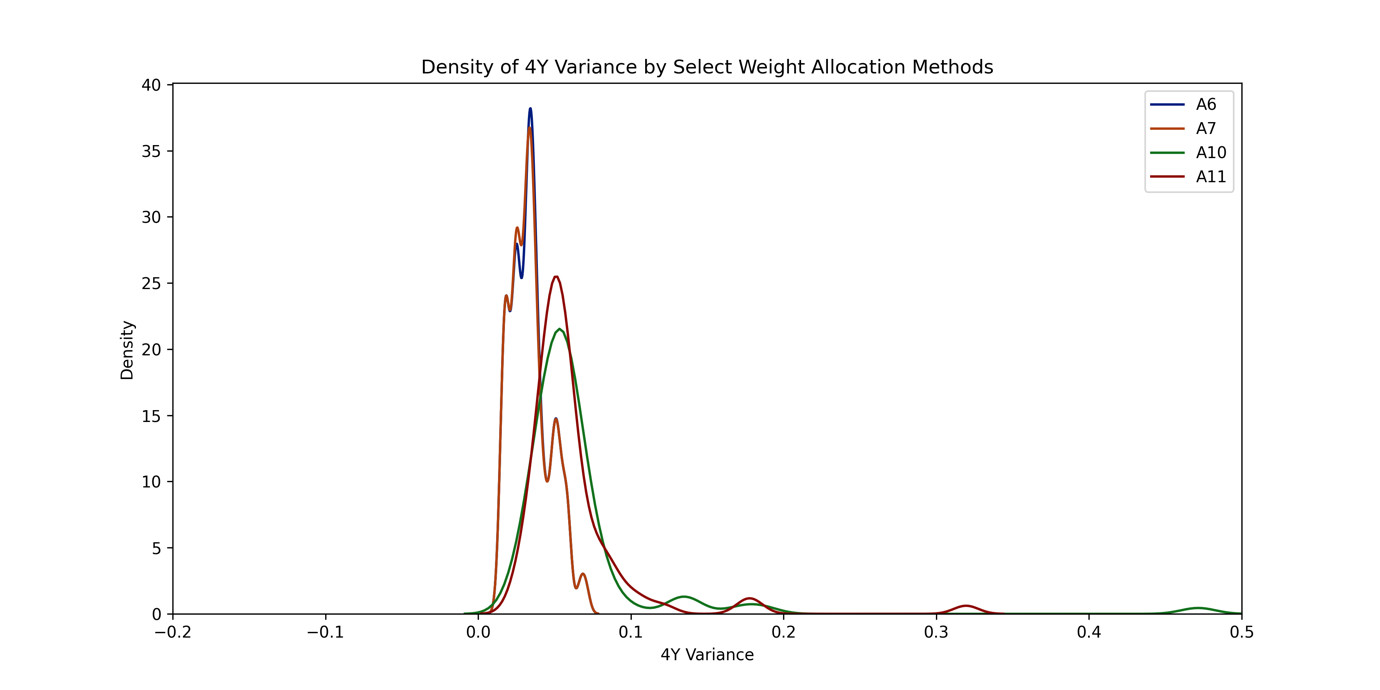 Density of 4Y Variance by Select Weight Allocation Methods
A6
A7
A10
A11
Density
40
35
30
25
20
15
10
5
0
−0.2
−0.1
0.0
0.1
0.2
0.3
0.4
0.5
4Y Variance